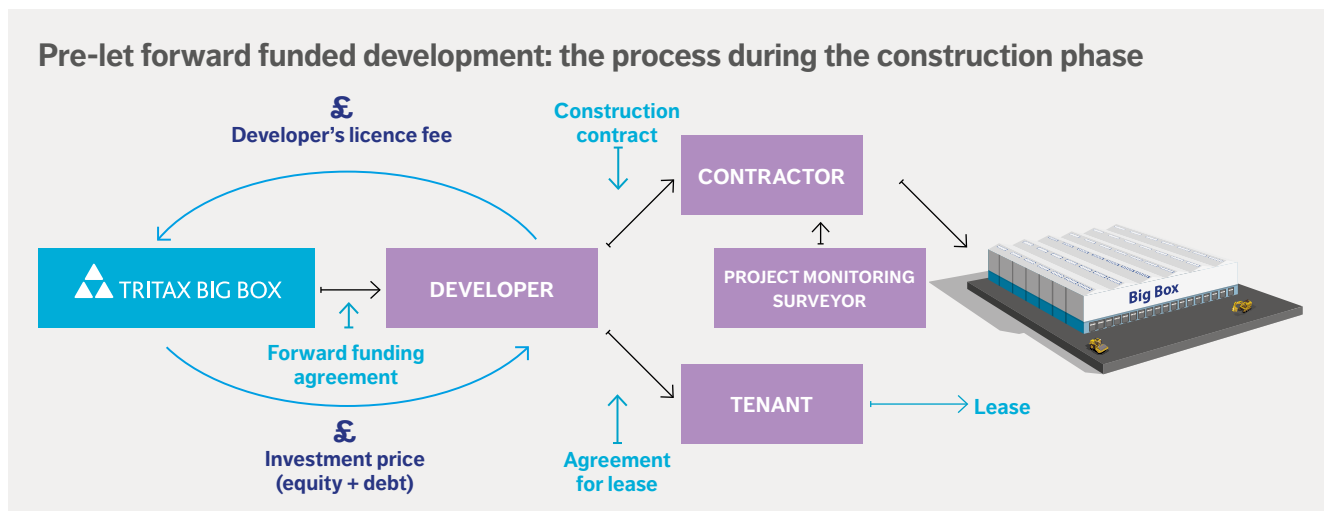 Pre-let forward funded development: the process during the construction phase
£
Developer's licence fee
Construction
contract
CONTRACTOR
TRITAX BIG BOX
DEVELOPER
PROJECT MONITORING
SURVEYOR
Big Box
Forward funding
agreement
TENANT
Lease
£
Investment price
(equity + debt)
Agreement
for lease